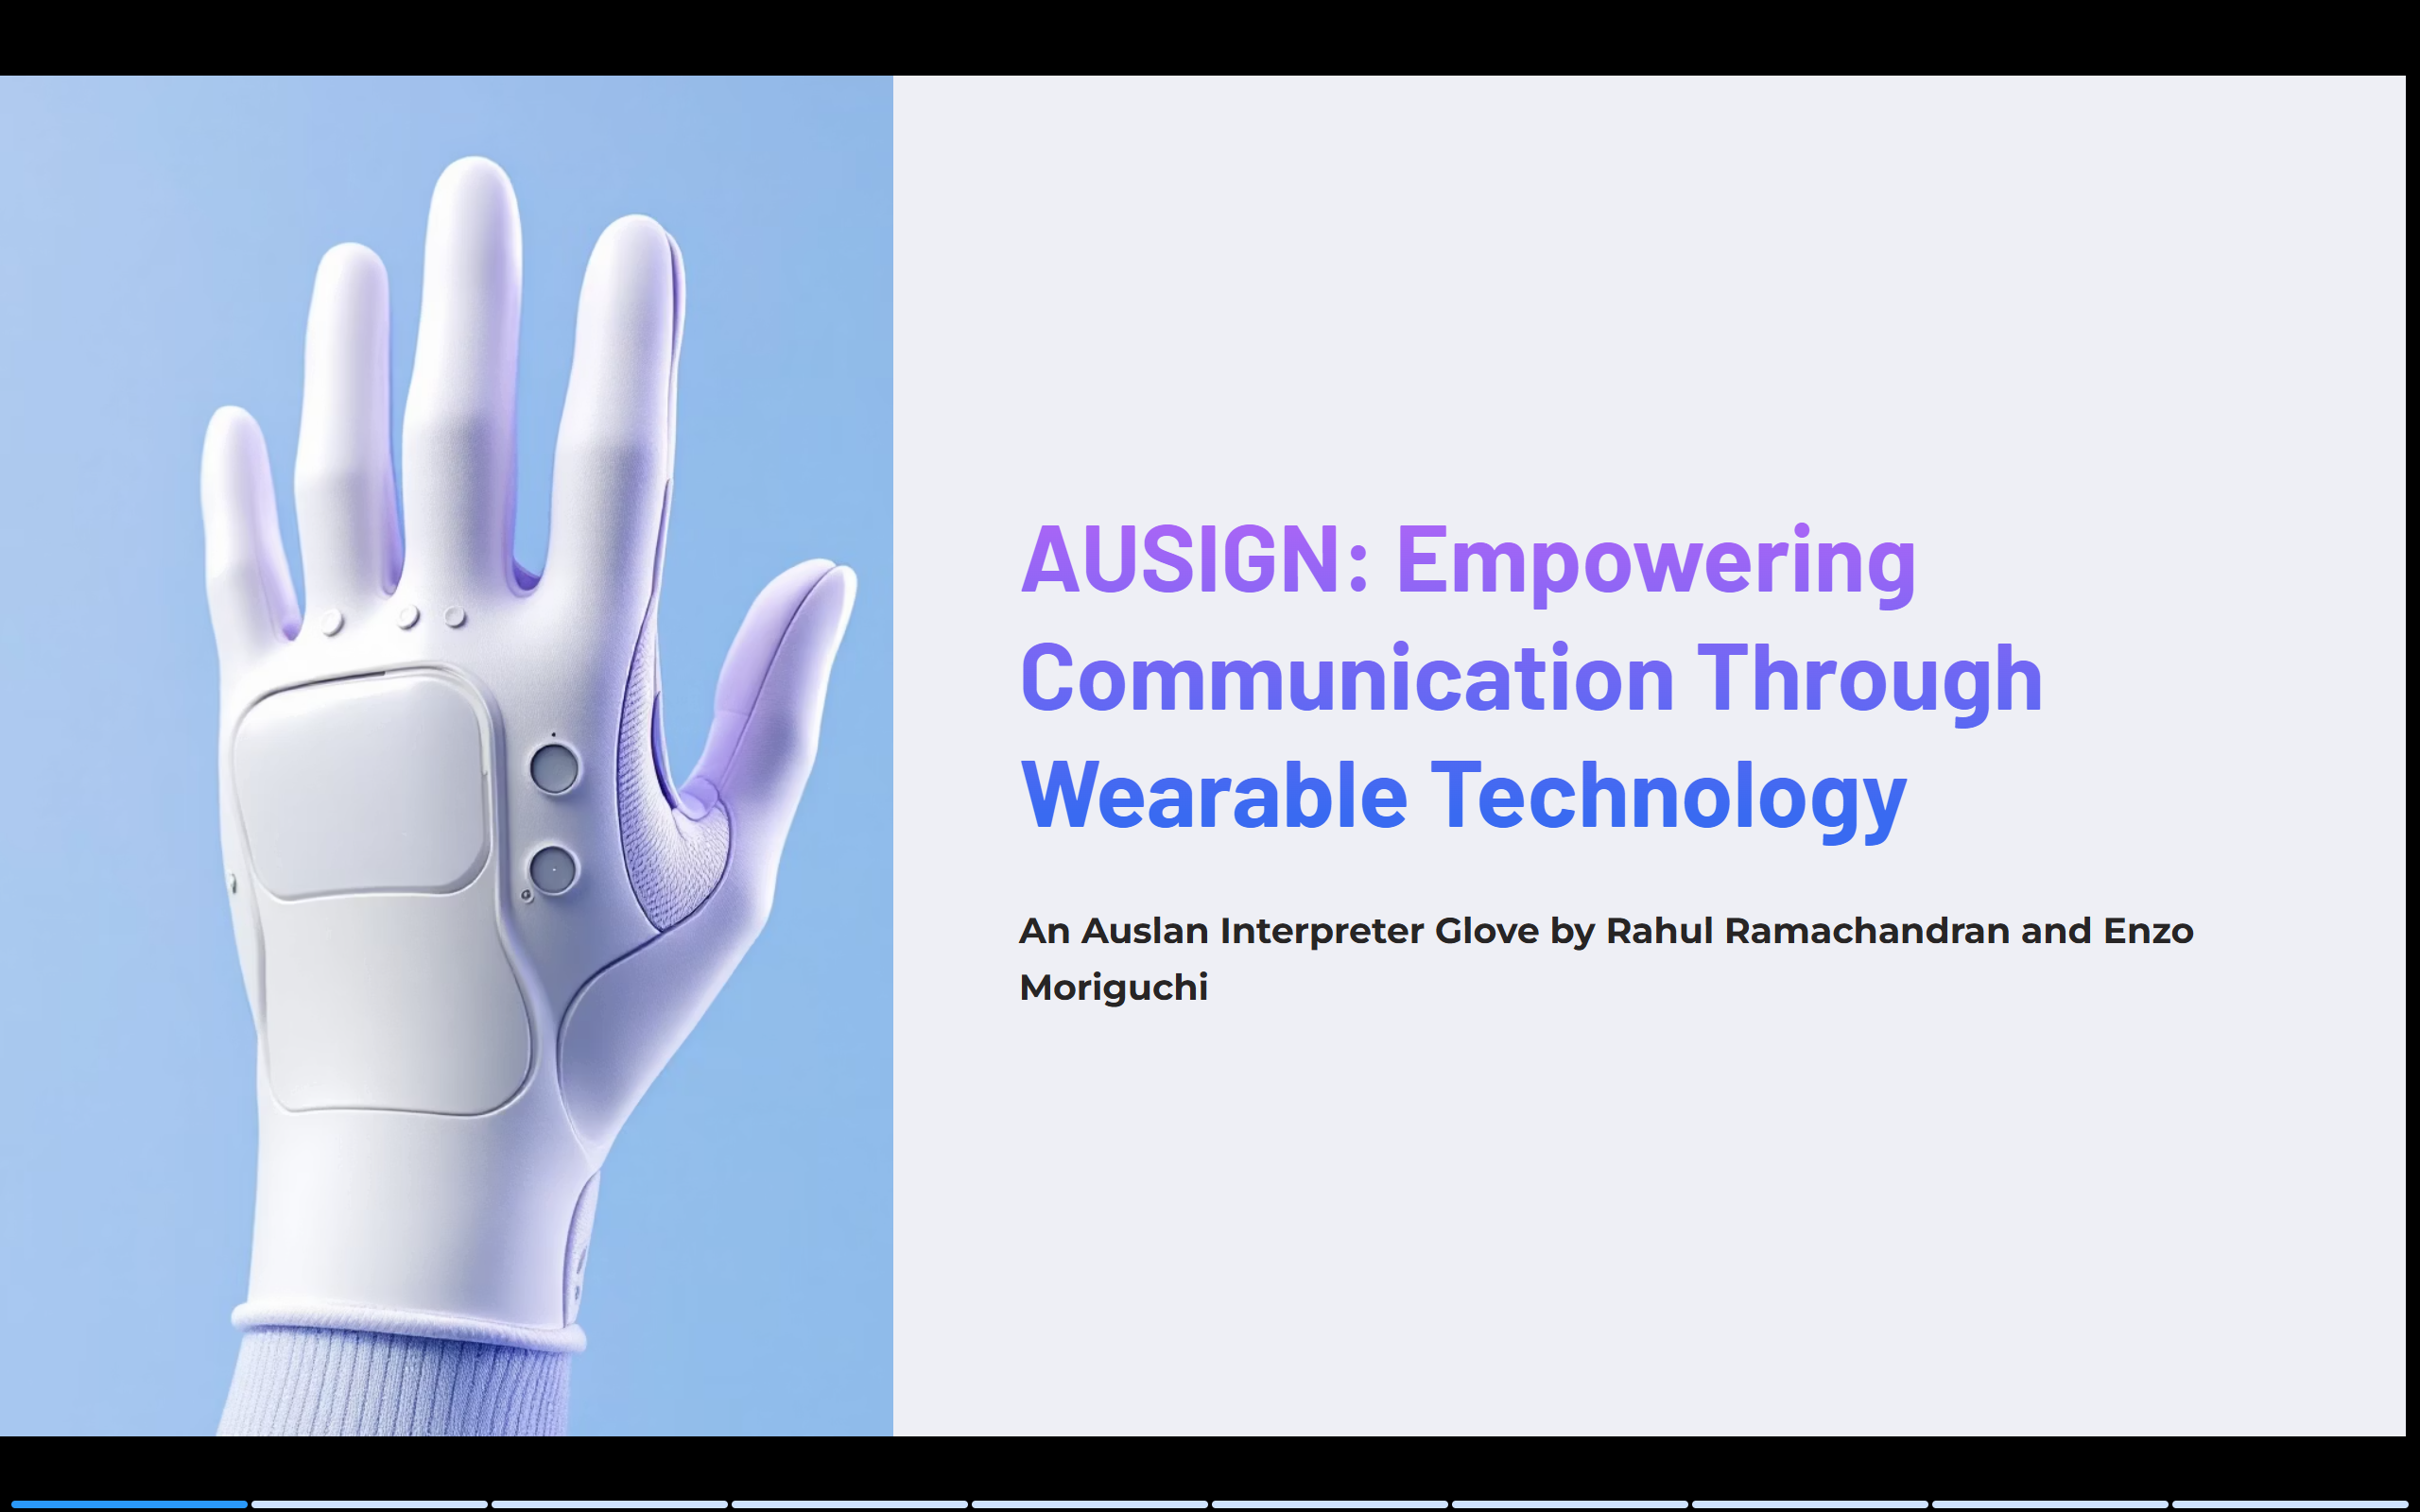 AUSIGN: Empowering
Communication Through
Wearable Technology
An Auslan Interpreter Glove by Rahul Ramachandran and Enzo
Moriguchi